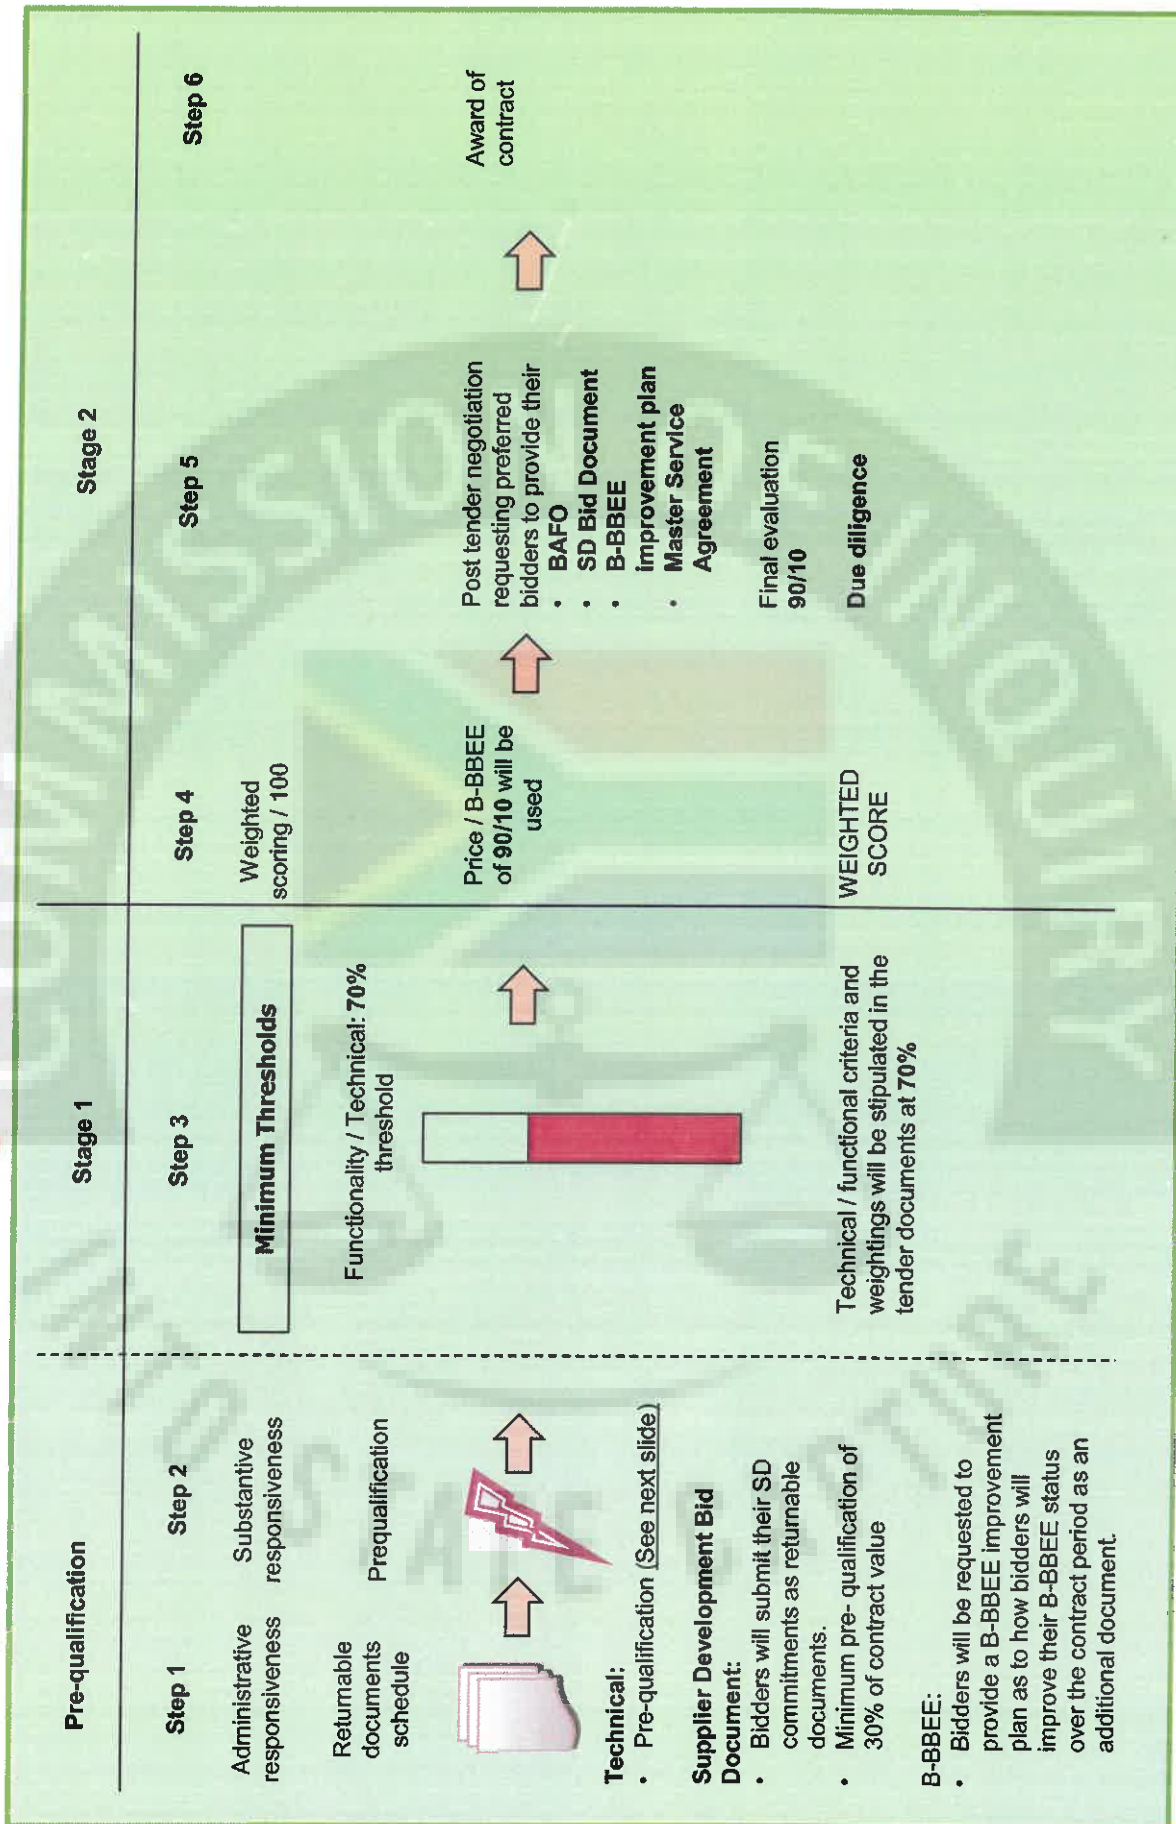 Pre-qualification
Stage 1
Stage 2
Step 1
Step 2
Step 3
Step 4
Step 5
Step 6
Administrative
responsiveness
Substantive
responsiveness
Minimum Thresholds
Weighted
scoring / 100
Returnable
documents
schedule
Prequalification
Functionality / Technical: 70%
threshold
Price / B-BBEE
of 90/10 will be
used
Post tender negotiation
requesting preferred
bidders to provide their
• BAFO
• SD Bid Document
• B-BBEE
improvement plan
• Master Service
Agreement
Final evaluation
90/10
Due diligence
Award of
contract
Technical:
• Pre-qualification (See next slide)
Supplier Development Bid
Document:
• Bidders will submit their SD
commitments as returnable
documents.
• Minimum pre- qualification of
30% of contract value
B-BBEE:
• Bidders will be requested to
provide a B-BBEE improvement
plan as to how bidders will
improve their B-BBEE status
over the contract period as an
additional document.
Technical / functional criteria and
weightings will be stipulated in the
tender documents at 70%
WEIGHTED
SCORE
COMMISSION OF INQUIRY
INTO STATE CAPTURE